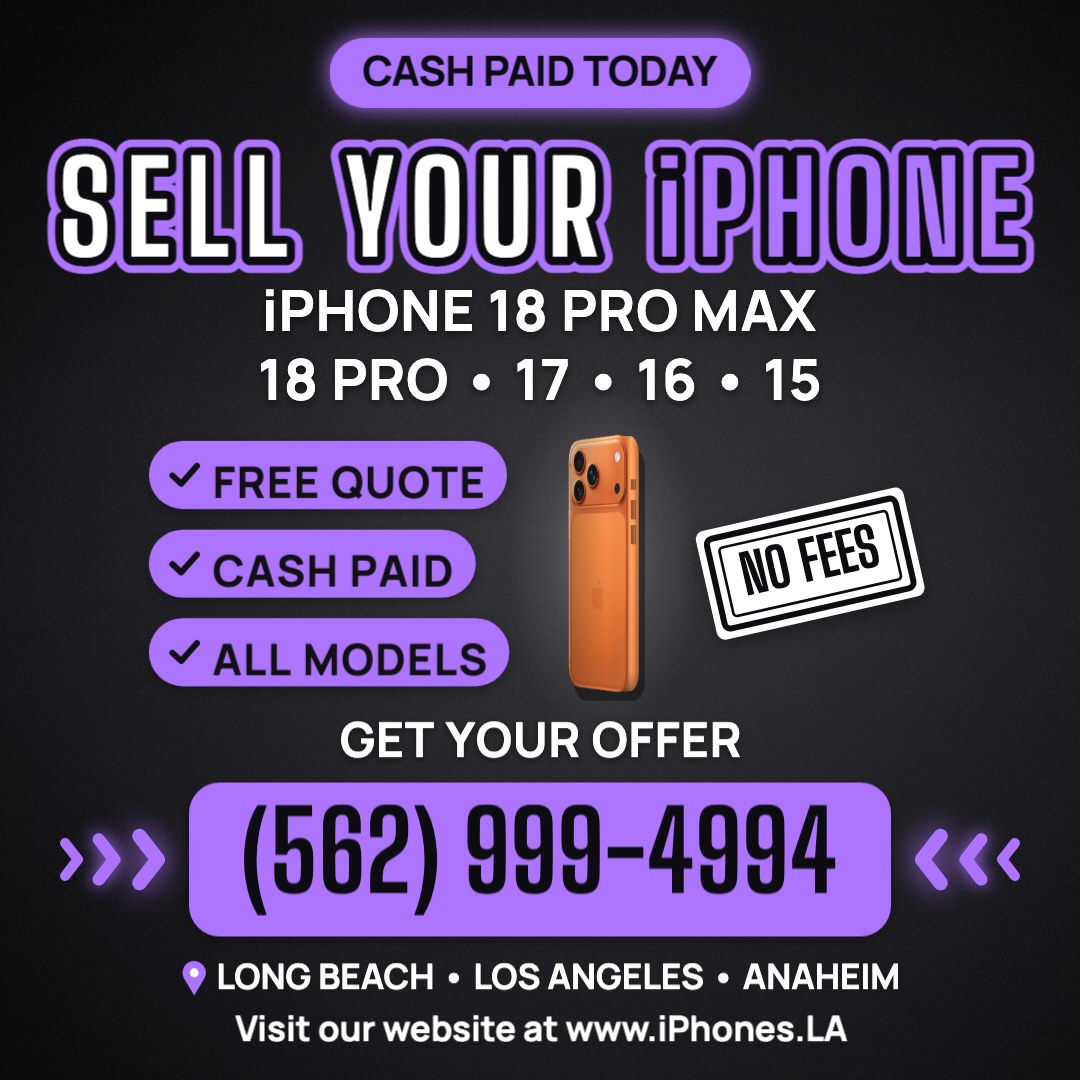 CASH PAID TODAY
SELL YOUR iPHONE
iPHONE 18 PRO MAX
18 PRO • 17 • 16 • 15
FREE QUOTE
CASH PAID
ALL MODELS
NO FEES
GET YOUR OFFER
(562) 999-4994
LONG BEACH • LOS ANGELES • ANAHEIM
Visit our website at www.iPhones.LA